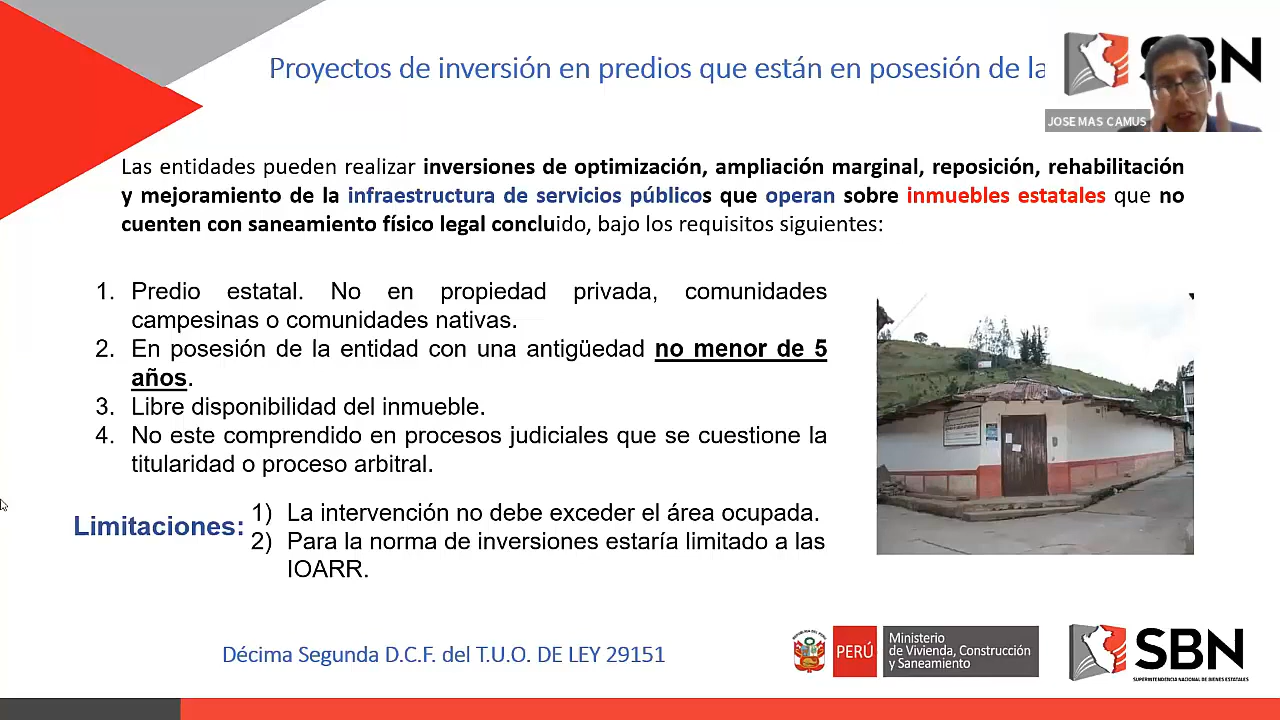 Proyectos de inversión en predios que están en posesión de la
SBN
JOSE MAS CAMUS
Las entidades pueden realizar inversiones de optimización, ampliación marginal, reposición, rehabilitación
y mejoramiento de la infraestructura de servicios públicos que operan sobre inmuebles estatales que no
cuenten con saneamiento físico legal concluido, bajo los requisitos siguientes:
1. Predio estatal. No en propiedad privada, comunidades
campesinas o comunidades nativas.
2. En posesión de la entidad con una antigüedad no menor de 5
años.
3. Libre disponibilidad del inmueble.
4. No este comprendido en procesos judiciales que se cuestione la
titularidad o proceso arbitral.
Limitaciones:
1) La intervención no debe exceder el área ocupada.
2) Para la norma de inversiones estaría limitado a las
IOARR.
Décima Segunda D.C.F. del T.U.O. DE LEY 29151
PERÚ
Ministerio
de Vivienda, Construcción
y Saneamiento
SBN
SUPERINTENDENCIA NACIONAL DE BIENES ESTATALES